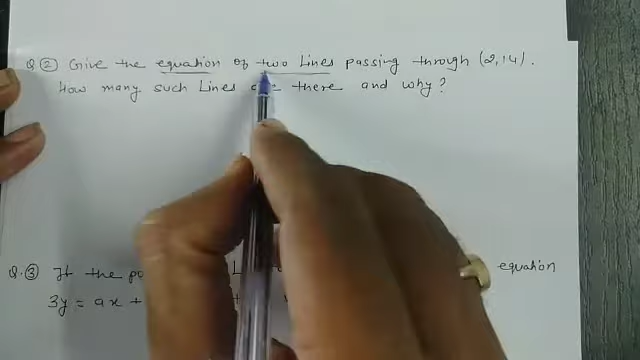 Q.② Give the equation of two Lines passing through (2,14).
How many such Lines there and why?
Q.③ If the equation
3y = ax +